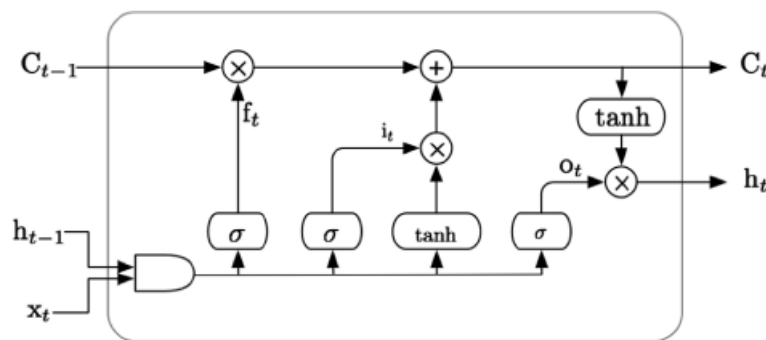 C_{t−1} × + C_t
f_t
i_t × tanh
o_t × h_t
h_{t−1} σ σ tanh σ
x_t